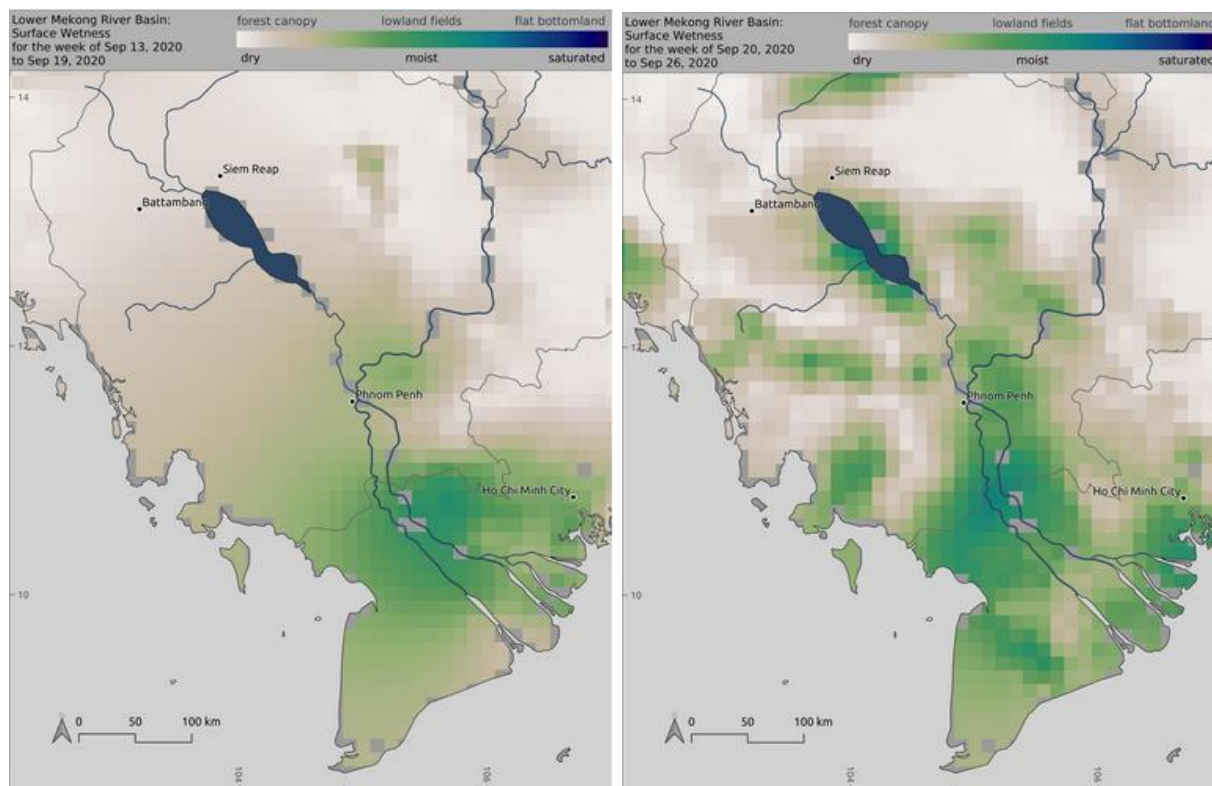 Lower Mekong River Basin:
Surface Wetness
for the week of Sep 13, 2020
to Sep 19, 2020
forest canopy lowland fields flat bottomland
dry moist saturated
14
Siem Reap
Battambang
12
Phnom Penh
Ho Chi Minh City
10
0 50 100 km
104
106
Lower Mekong River Basin:
Surface Wetness
for the week of Sep 20, 2020
to Sep 26, 2020
forest canopy lowland fields flat bottomland
dry moist saturated
14
Siem Reap
Battambang
12
Phnom Penh
Ho Chi Minh City
10
0 50 100 km
104
106